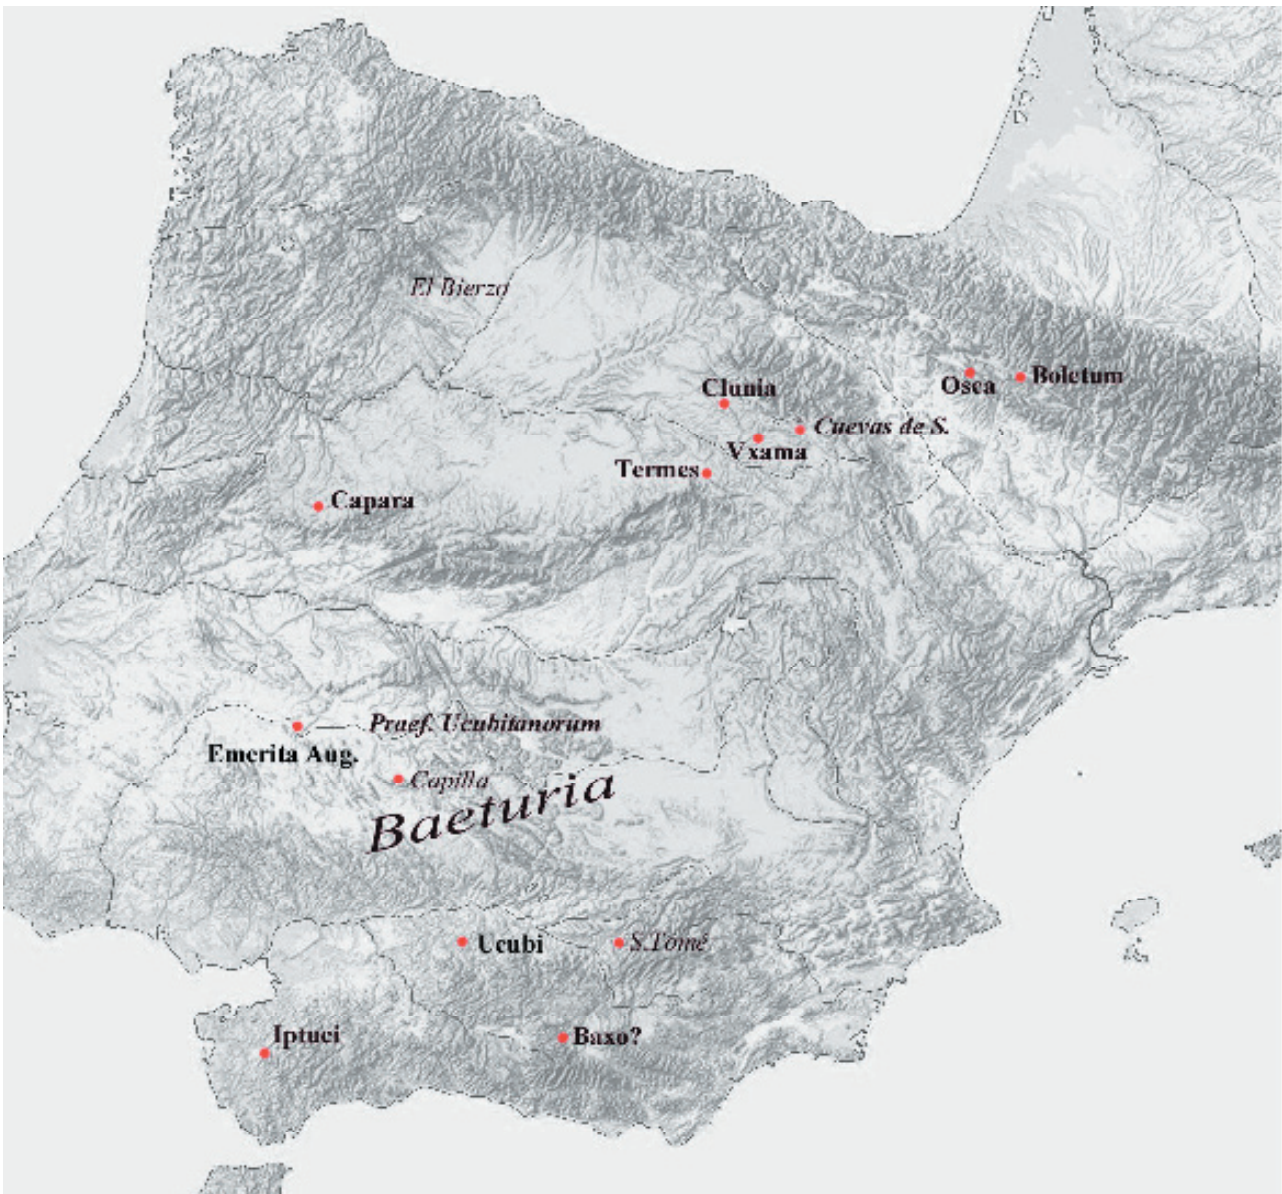 El Bierzo
Osca
Boletum
Clunia
Cuevas de S.
Vxama
Termes
Capara
Praef. Ucubitanorum
Emerita Aug.
Capilla
Baeturia
Ucubi
S.Tomé
Iptuci
Baxo?